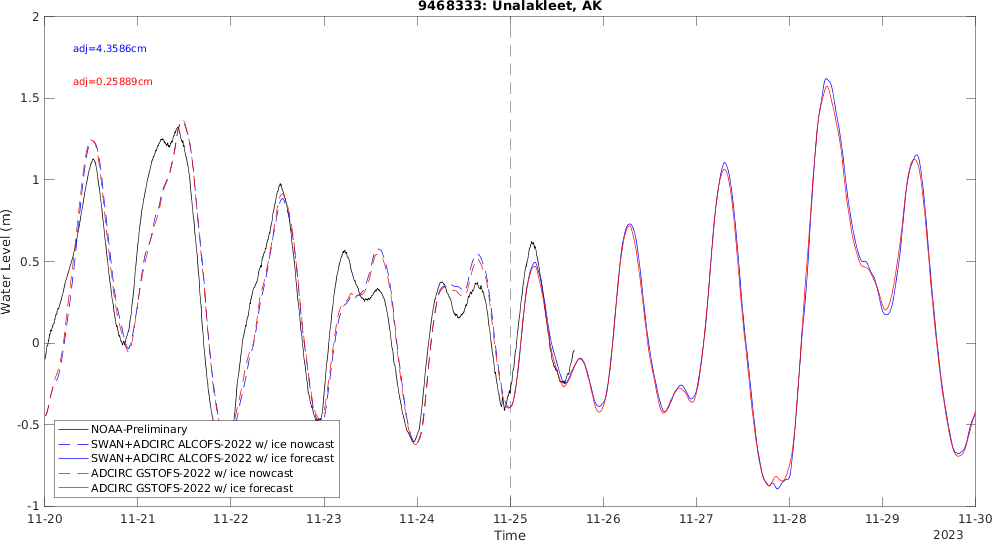 9468333: Unalakleet, AK
adj=4.3586cm
adj=0.25889cm
Water Level (m)
2
1.5
1
0.5
0
-0.5
-1
NOAA-Preliminary
SWAN+ADCIRC ALCOFS-2022 w/ ice nowcast
SWAN+ADCIRC ALCOFS-2022 w/ ice forecast
ADCIRC GSTOFS-2022 w/ ice nowcast
ADCIRC GSTOFS-2022 w/ ice forecast
11-20 11-21 11-22 11-23 11-24 11-25 11-26 11-27 11-28 11-29 11-30
Time
2023